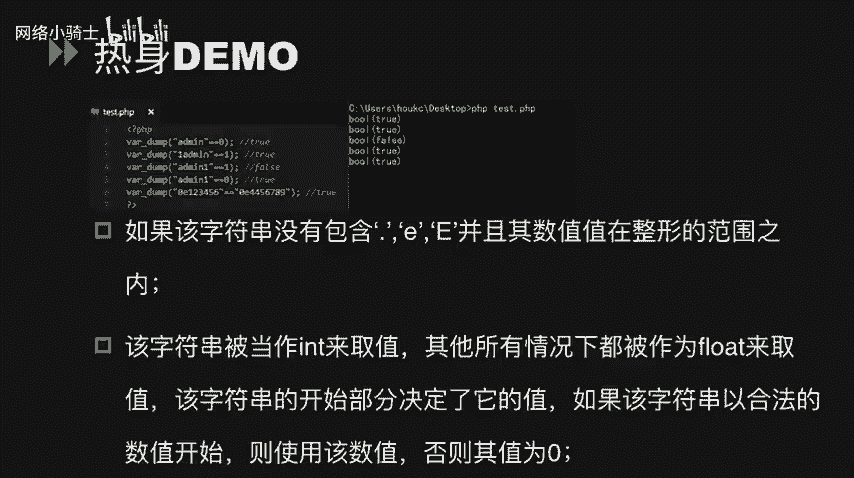 网络小骑士 bilibili
热身DEMO
test.php ×
1 <?php
2 var_dump("admin"==0); //true
3 var_dump("1admin"==1); //true
4 var_dump("admin1"==1); //false
5 var_dump("admin1"==0); //true
6 var_dump("0e123456"=="0e4456789"); //true
7 ?>
C:\Users\houkc\Desktop>php test.php
bool(true)
bool(true)
bool(false)
bool(true)
bool(true)
如果该字符串没有包含‘.’,‘e’,‘E’并且其数值值在整形的范围之
内；
该字符串被当作int来取值，其他所有情况下都被作为float来取
值，该字符串的开始部分决定了它的值，如果该字符串以合法的
数值开始，则使用该数值，否则其值为0；